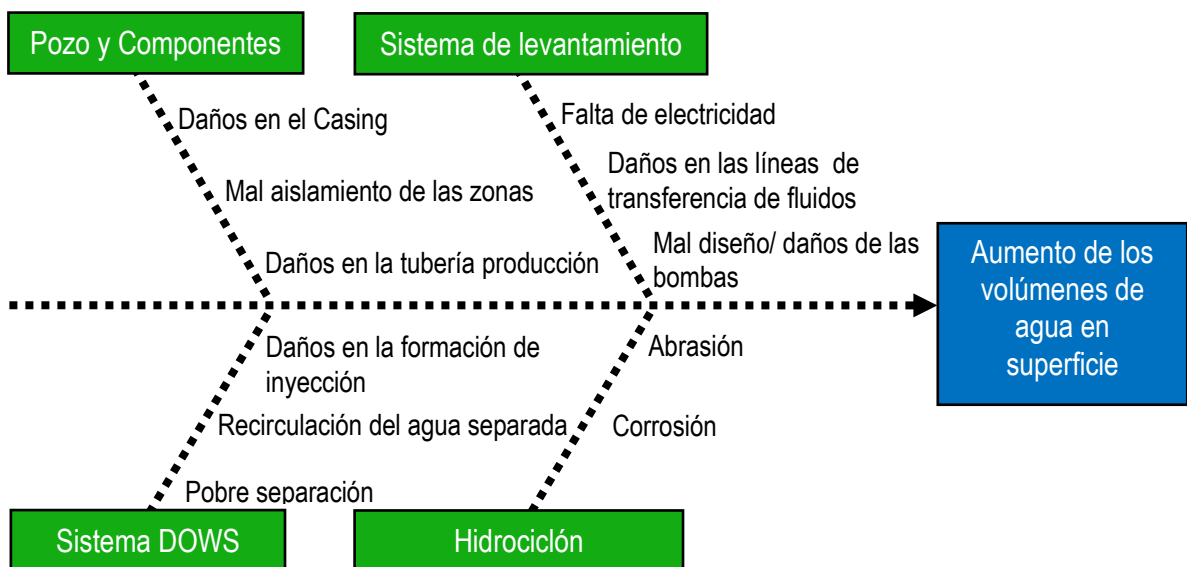 Pozo y Componentes
Sistema de levantamiento
Daños en el Casing
Mal aislamiento de las zonas
Daños en la tubería producción
Falta de electricidad
Daños en las líneas de
transferencia de fluidos
Mal diseño/ daños de las
bombas
Aumento de los
volúmenes de
agua en
superficie
Daños en la formación de
inyección
Recirculación del agua separada
Pobre separación
Abrasión
Corrosión
Sistema DOWS
Hidrociclón